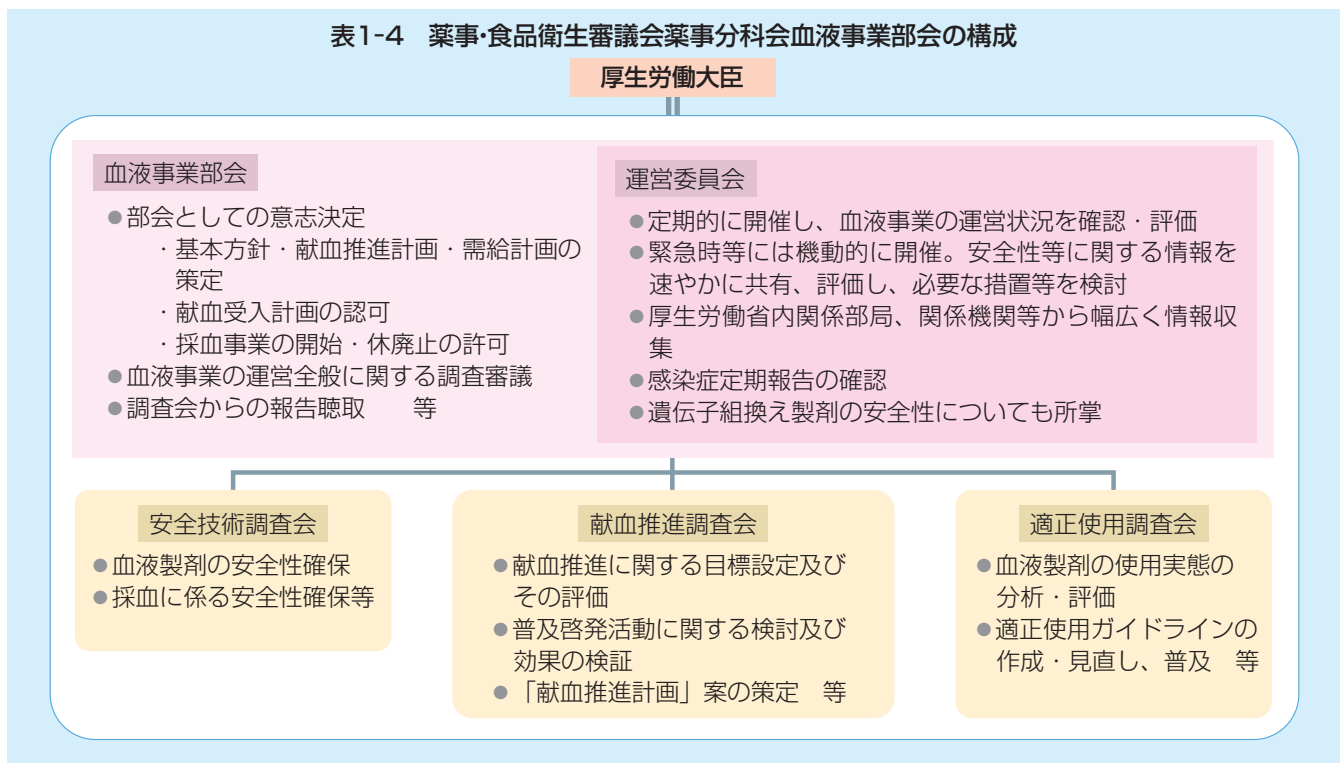 表1-4　薬事・食品衛生審議会薬事分科会血液事業部会の構成
厚生労働大臣
血液事業部会
●部会としての意志決定
・基本方針・献血推進計画・需給計画の
策定
・献血受入計画の認可
・採血事業の開始・休廃止の許可
●血液事業の運営全般に関する調査審議
●調査会からの報告聴取　　等
運営委員会
●定期的に開催し、血液事業の運営状況を確認・評価
●緊急時等には機動的に開催。安全性等に関する情報を
速やかに共有、評価し、必要な措置等を検討
●厚生労働省内関係部局、関係機関等から幅広く情報収
集
●感染症定期報告の確認
●遺伝子組換え製剤の安全性についても所掌
安全技術調査会
●血液製剤の安全性確保
●採血に係る安全性確保等
献血推進調査会
●献血推進に関する目標設定及び
その評価
●普及啓発活動に関する検討及び
効果の検証
●「献血推進計画」案の策定　等
適正使用調査会
●血液製剤の使用実態の
分析・評価
●適正使用ガイドラインの
作成・見直し、普及　等